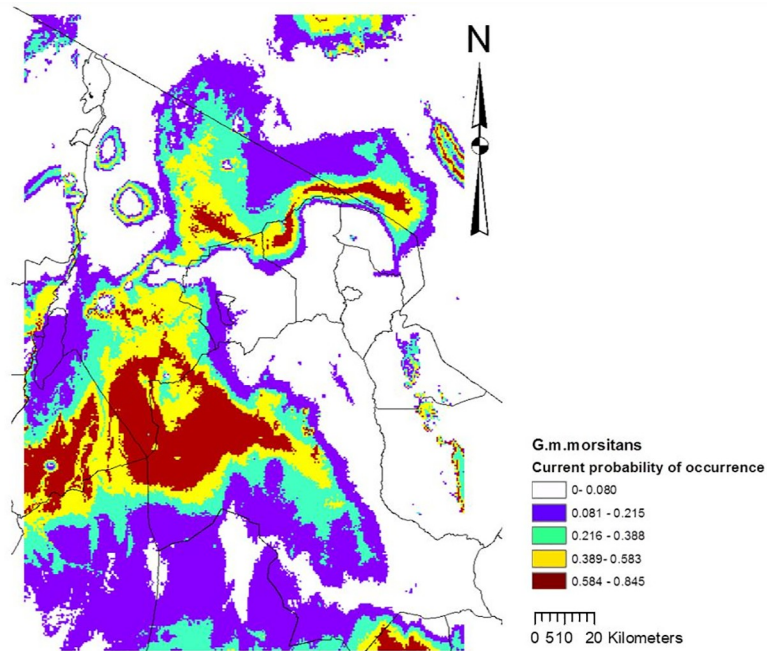 N
G.m.morsitans
Current probability of occurrence
0- 0.080
0.081 - 0.215
0.216 - 0.388
0.389- 0.583
0.584 - 0.845
0 510 20 Kilometers